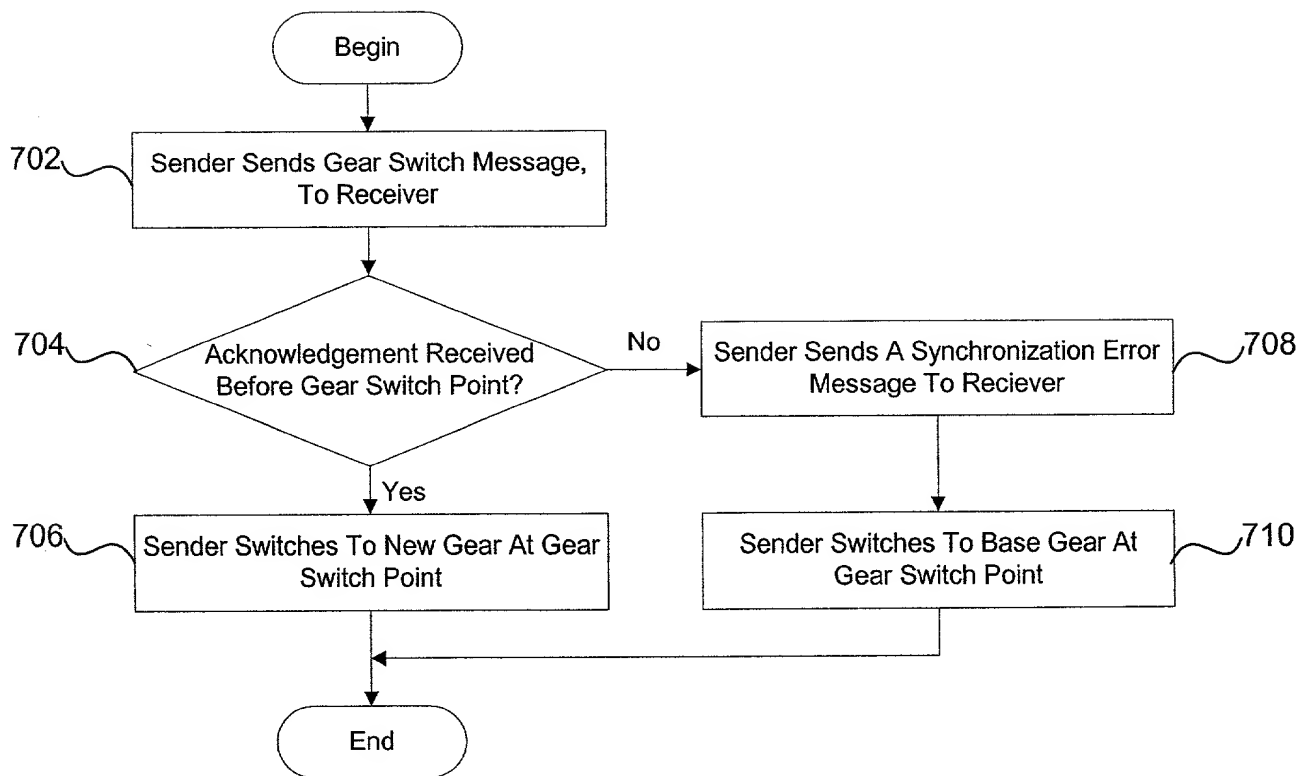 Begin
702
Sender Sends Gear Switch Message,
To Receiver
704
Acknowledgement Received
Before Gear Switch Point?
No
Sender Sends A Synchronization Error
Message To Reciever
708
Yes
706
Sender Switches To New Gear At Gear
Switch Point
Sender Switches To Base Gear At
Gear Switch Point
710
End